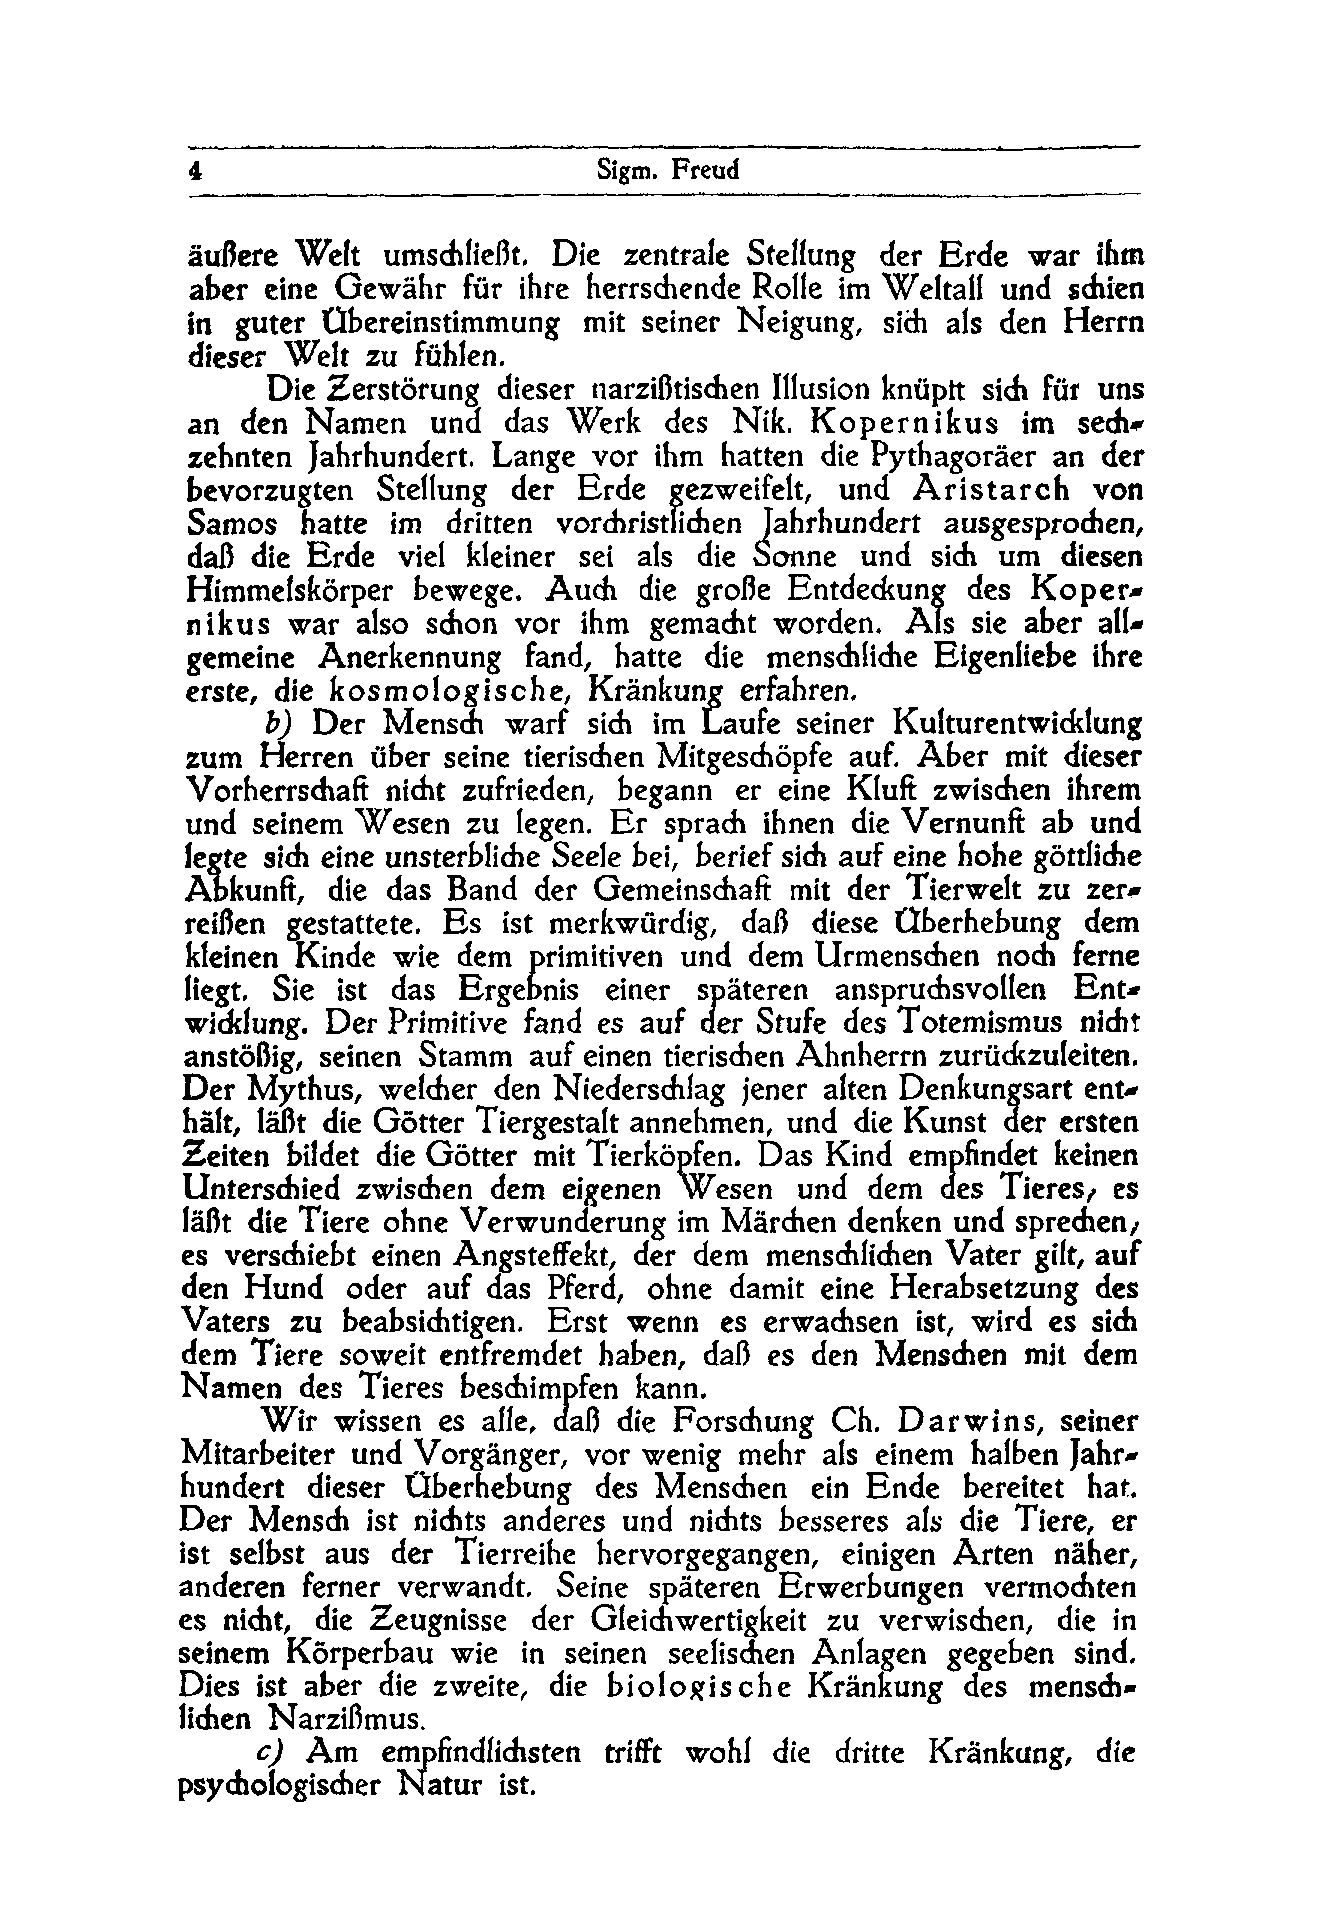 4 Sigm. Freud
äußere Welt umschließt. Die zentrale Stellung der Erde war ihm
aber eine Gewähr für ihre herrschende Rolle im Weltall und schien
in guter Übereinstimmung mit seiner Neigung, sich als den Herrn
dieser Welt zu fühlen.
Die Zerstörung dieser narzißtischen Illusion knüpft sich für uns
an den Namen und das Werk des Nik. Kopernikus im sech-
zehnten Jahrhundert. Lange vor ihm hatten die Pythagoräer an der
bevorzugten Stellung der Erde gezweifelt, und Aristarch von
Samos hatte im dritten vorchristlichen Jahrhundert ausgesprochen,
daß die Erde viel kleiner sei als die Sonne und sich um diesen
Himmelskörper bewege. Auch die große Entdeckung des Koper-
nikus war also schon vor ihm gemacht worden. Als sie aber all-
gemeine Anerkennung fand, hatte die menschliche Eigenliebe ihre
erste, die kosmologische, Kränkung erfahren.
b) Der Mensch warf sich im Laufe seiner Kulturentwicklung
zum Herren über seine tierischen Mitgeschöpfe auf. Aber mit dieser
Vorherrschaft nicht zufrieden, begann er eine Kluft zwischen ihrem
und seinem Wesen zu legen. Er sprach ihnen die Vernunft ab und
legte sich eine unsterbliche Seele bei, berief sich auf eine hohe göttliche
Abkunft, die das Band der Gemeinschaft mit der Tierwelt zu zer-
reißen gestattete. Es ist merkwürdig, daß diese Überhebung dem
kleinen Kinde wie dem primitiven und dem Urmenschen noch ferne
liegt. Sie ist das Ergebnis einer späteren anspruchsvollen Ent-
wicklung. Der Primitive fand es auf der Stufe des Totemismus nicht
anstößig, seinen Stamm auf einen tierischen Ahnherrn zurückzuleiten.
Der Mythus, welcher den Niederschlag jener alten Denkungsart ent-
hält, läßt die Götter Tiergestalt annehmen, und die Kunst der ersten
Zeiten bildet die Götter mit Tierköpfen. Das Kind empfindet keinen
Unterschied zwischen dem eigenen Wesen und dem des Tieres; es
läßt die Tiere ohne Verwunderung im Märchen denken und sprechen;
es verschiebt einen Angsteffekt, der dem menschlichen Vater gilt, auf
den Hund oder auf das Pferd, ohne damit eine Herabsetzung des
Vaters zu beabsichtigen. Erst wenn es erwachsen ist, wird es sich
dem Tiere soweit entfremdet haben, daß es den Menschen mit dem
Namen des Tieres beschimpfen kann.
Wir wissen es alle, daß die Forschung Ch. Darwins, seiner
Mitarbeiter und Vorgänger, vor wenig mehr als einem halben Jahr-
hundert dieser Überhebung des Menschen ein Ende bereitet hat.
Der Mensch ist nichts anderes und nichts besseres als die Tiere, er
ist selbst aus der Tierreihe hervorgegangen, einigen Arten näher,
anderen ferner verwandt. Seine späteren Erwerbungen vermochten
es nicht, die Zeugnisse der Gleichwertigkeit zu verwischen, die in
seinem Körperbau wie in seinen seelischen Anlagen gegeben sind.
Dies ist aber die zweite, die biologische Kränkung des mensch-
lichen Narzißmus.
c) Am empfindlichsten trifft wohl die dritte Kränkung, die
psychologischer Natur ist.